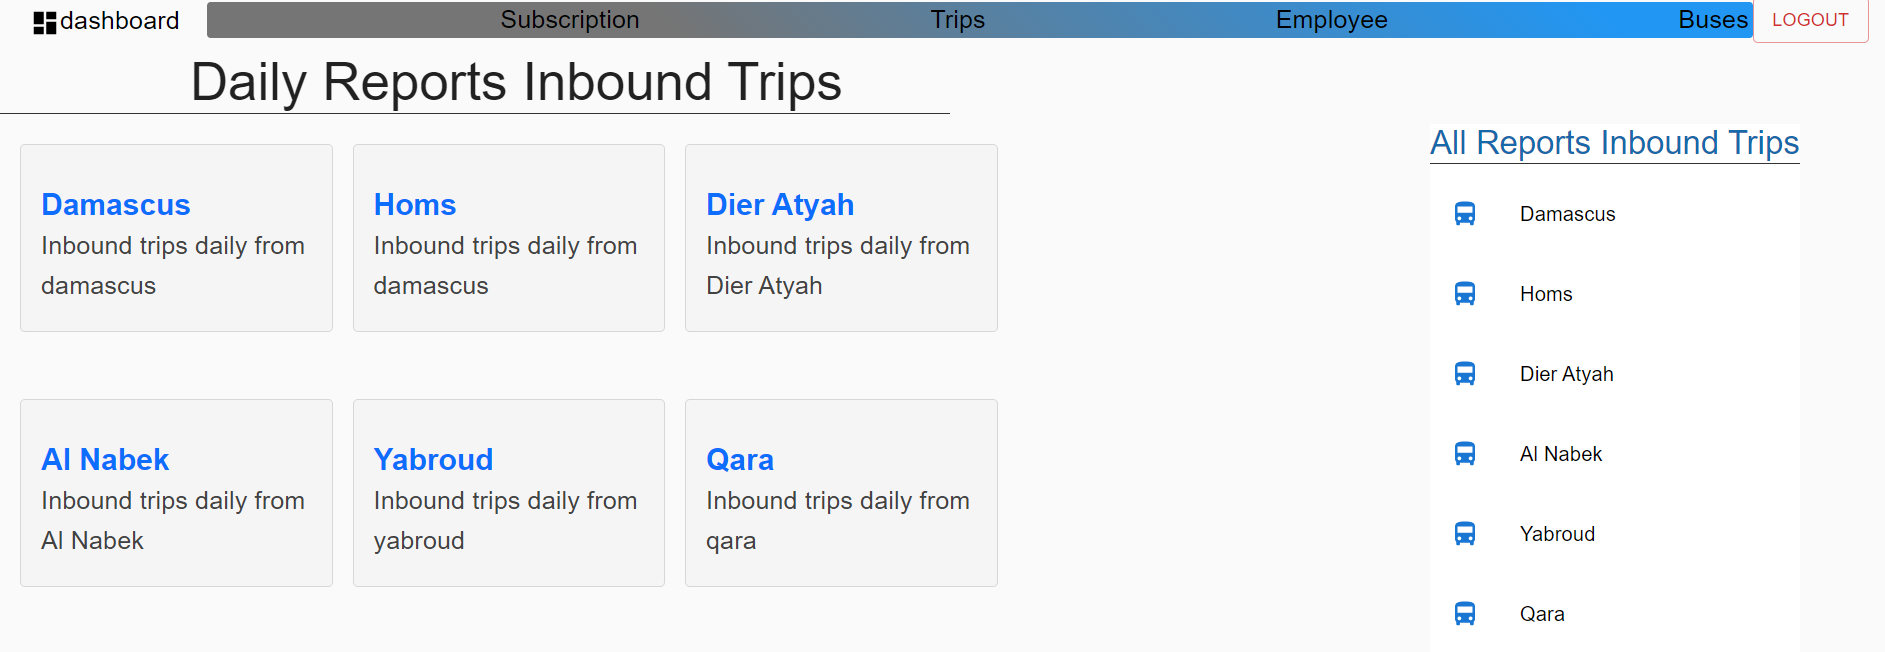 dashboard Subscription Trips Employee Buses LOGOUT
Daily Reports Inbound Trips
Damascus
Inbound trips daily from
damascus
Homs
Inbound trips daily from
damascus
Dier Atyah
Inbound trips daily from
Dier Atyah
Al Nabek
Inbound trips daily from
Al Nabek
Yabroud
Inbound trips daily from
yabroud
Qara
Inbound trips daily from
qara
All Reports Inbound Trips
Damascus
Homs
Dier Atyah
Al Nabek
Yabroud
Qara